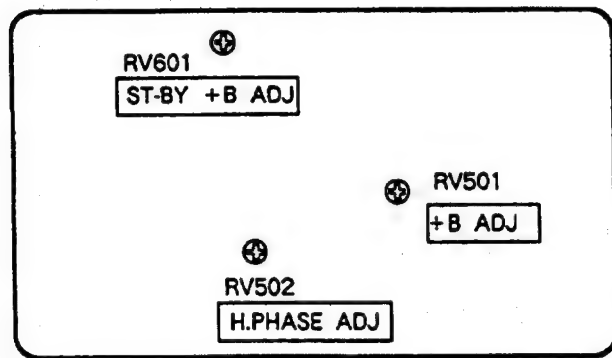 RV601
ST-BY +B ADJ
RV501
+B ADJ
RV502
H.PHASE ADJ